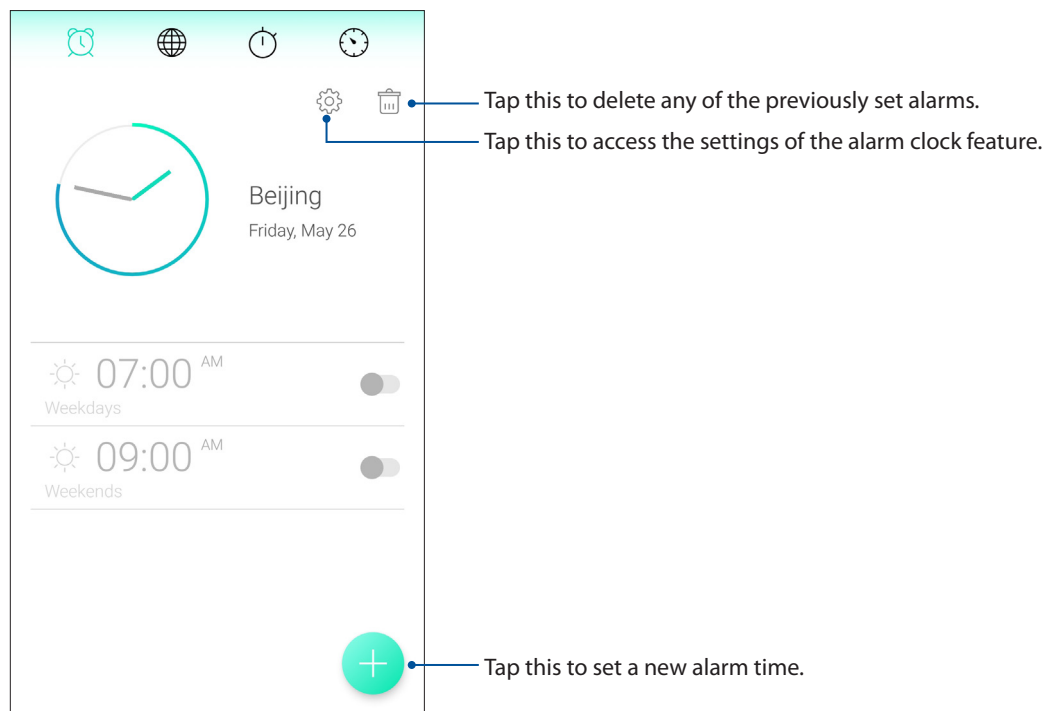 Tap this to delete any of the previously set alarms.
Tap this to access the settings of the alarm clock feature.
Beijing
Friday, May 26
07:00 AM
Weekdays
09:00 AM
Weekends
Tap this to set a new alarm time.